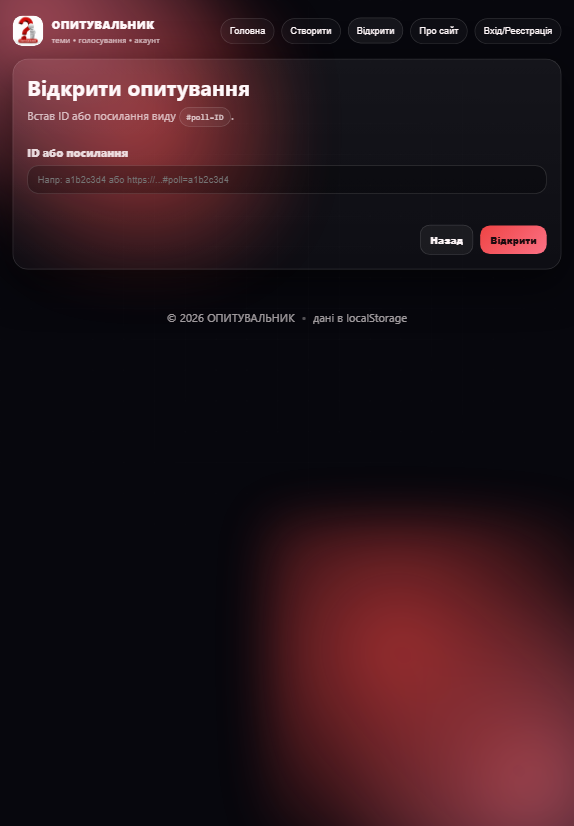 ОПИТУВАЛЬНИК
теми • голосування • акаунт
Головна
Створити
Відкрити
Про сайт
Вхід/Реєстрація
Відкрити опитування
Встав ID або посилання виду #poll-ID.
ID або посилання
Напр: a1b2c3d4 або https://...#poll=a1b2c3d4
Назад
Відкрити
© 2026 ОПИТУВАЛЬНИК • дані в localStorage